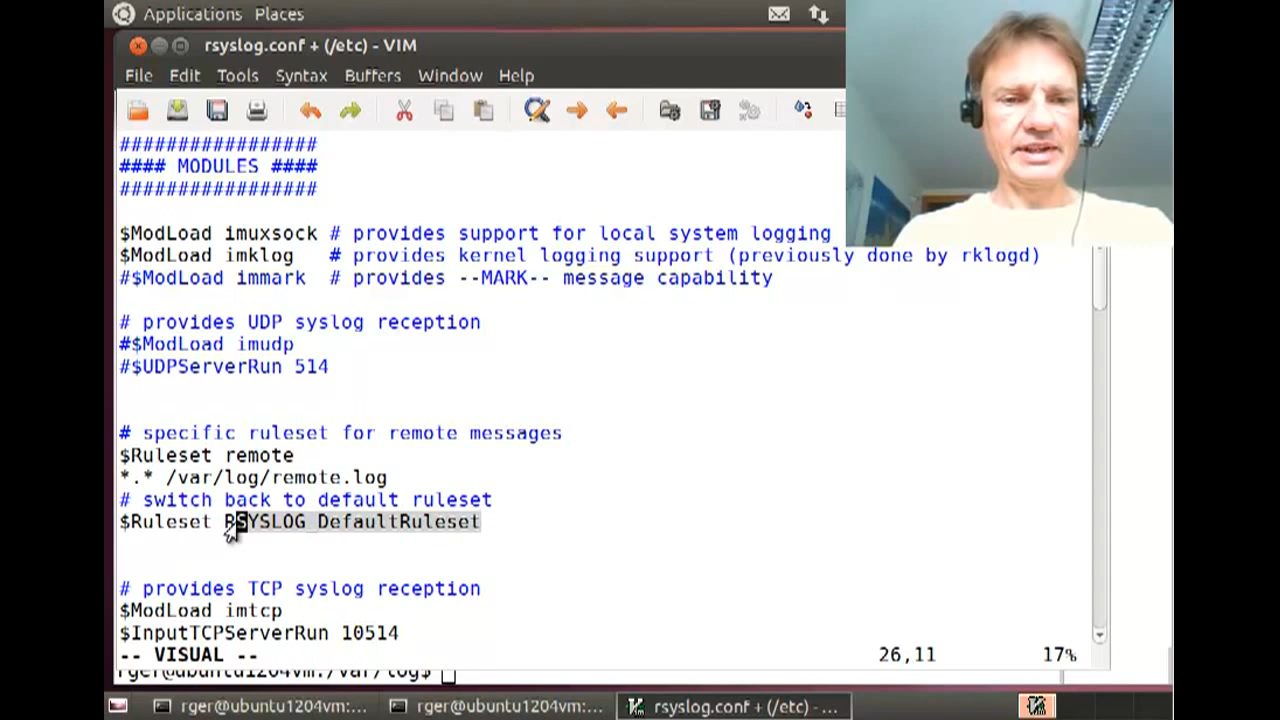 Applications Places
rsyslog.conf + (/etc) - VIM
File Edit Tools Syntax Buffers Window Help
#################
#### MODULES ####
#################
$ModLoad imuxsock # provides support for local system logging
$ModLoad imklog   # provides kernel logging support (previously done by rklogd)
#$ModLoad immark  # provides --MARK-- message capability
# provides UDP syslog reception
#$ModLoad imudp
#$UDPServerRun 514
# specific ruleset for remote messages
$Ruleset remote
*.* /var/log/remote.log
# switch back to default ruleset
$Ruleset RSYSLOG_DefaultRuleset
# provides TCP syslog reception
$ModLoad imtcp
$InputTCPServerRun 10514
-- VISUAL -- 26,11 17%
rger@ubuntu1204vm:/var/log$
rger@ubuntu1204vm:... rger@ubuntu1204vm:... rsyslog.conf + (/etc) - ...